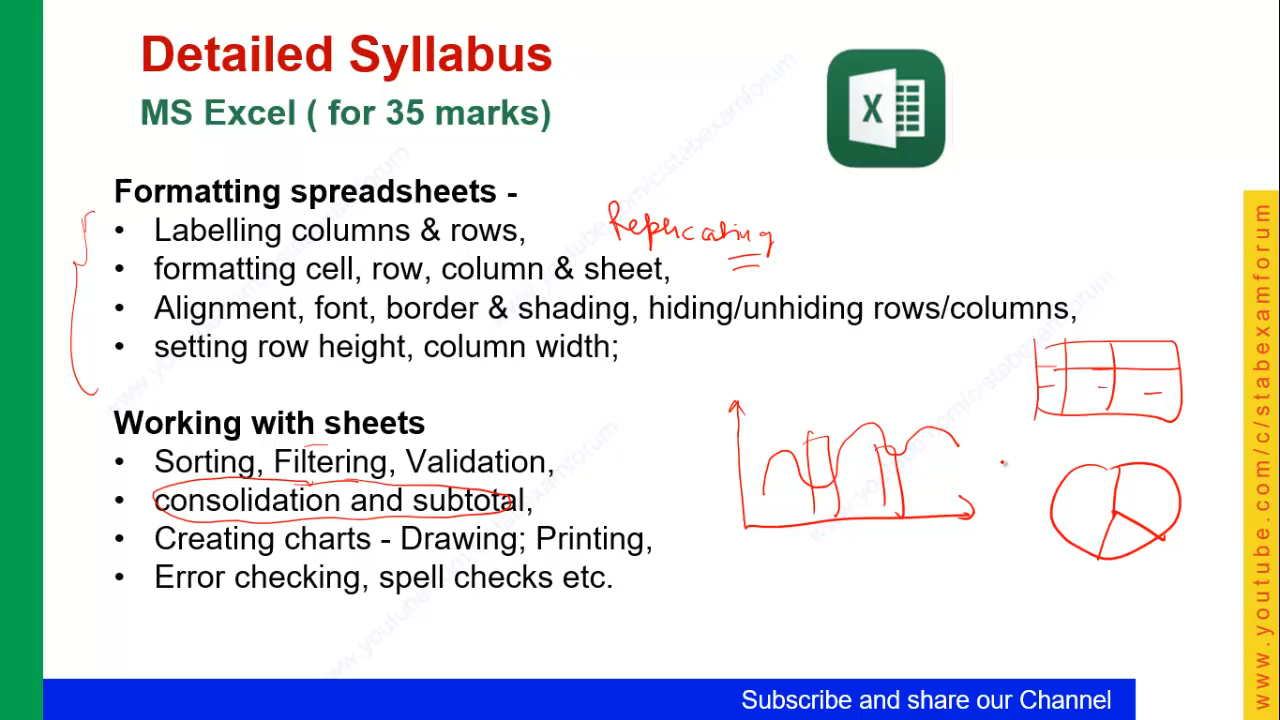 Detailed Syllabus
MS Excel ( for 35 marks)
X
Formatting spreadsheets -
• Labelling columns & rows,
Replicating
• formatting cell, row, column & sheet,
• Alignment, font, border & shading, hiding/unhiding rows/columns,
• setting row height, column width;
Working with sheets
• Sorting, Filtering, Validation,
• consolidation and subtotal,
• Creating charts - Drawing; Printing,
• Error checking, spell checks etc.
Subscribe and share our Channel
www.youtube.com/c/stabexamforum